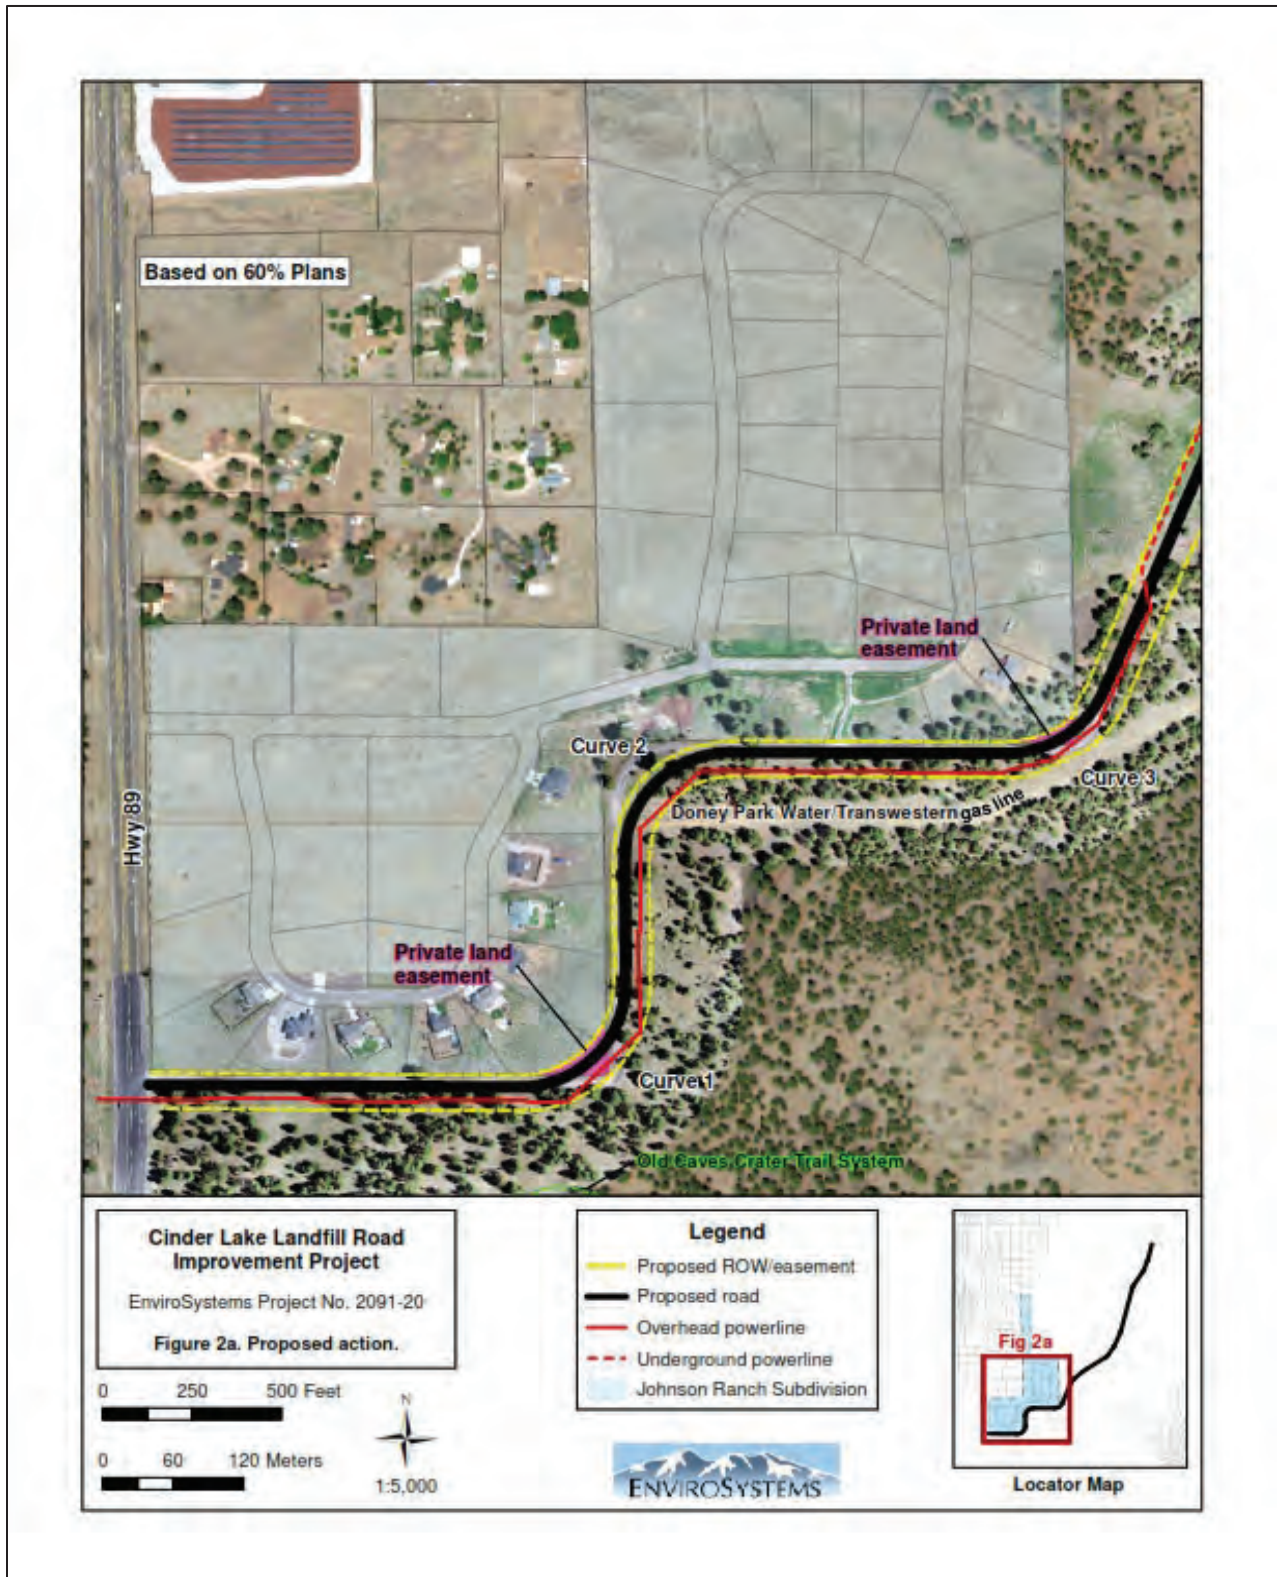 Based on 60% Plans
Private land
easement
Curve 2
Curve 3
Doney Park Water/Transwestern gas line
Hwy 89
Private land
easement
Curve 1
Old Caves Crater Trail System
Cinder Lake Landfill Road
Improvement Project
EnviroSystems Project No. 2091-20
Figure 2a. Proposed action.
0 250 500 Feet
0 60 120 Meters
N
1:5,000
Legend
Proposed ROW/easement
Proposed road
Overhead powerline
Underground powerline
Johnson Ranch Subdivision
ENVIROSYSTEMS
Fig 2a
Locator Map